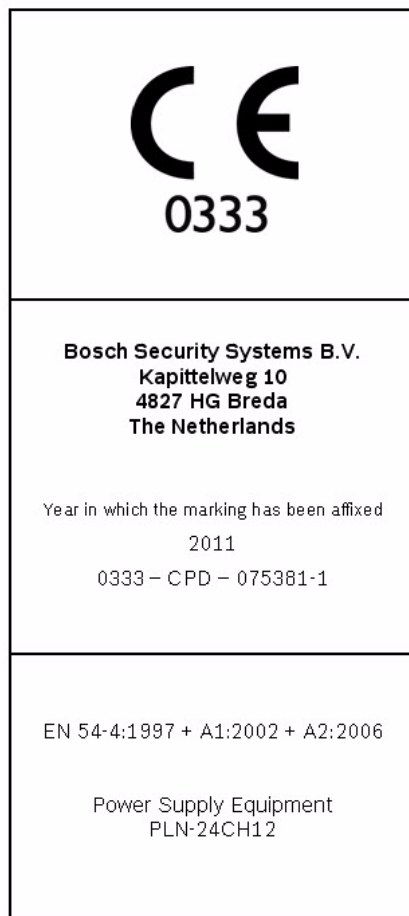 CE
0333
Bosch Security Systems B.V.
Kapittelweg 10
4827 HG Breda
The Netherlands
Year in which the marking has been affixed
2011
0333 – CPD – 075381-1
EN 54-4:1997 + A1:2002 + A2:2006
Power Supply Equipment
PLN-24CH12